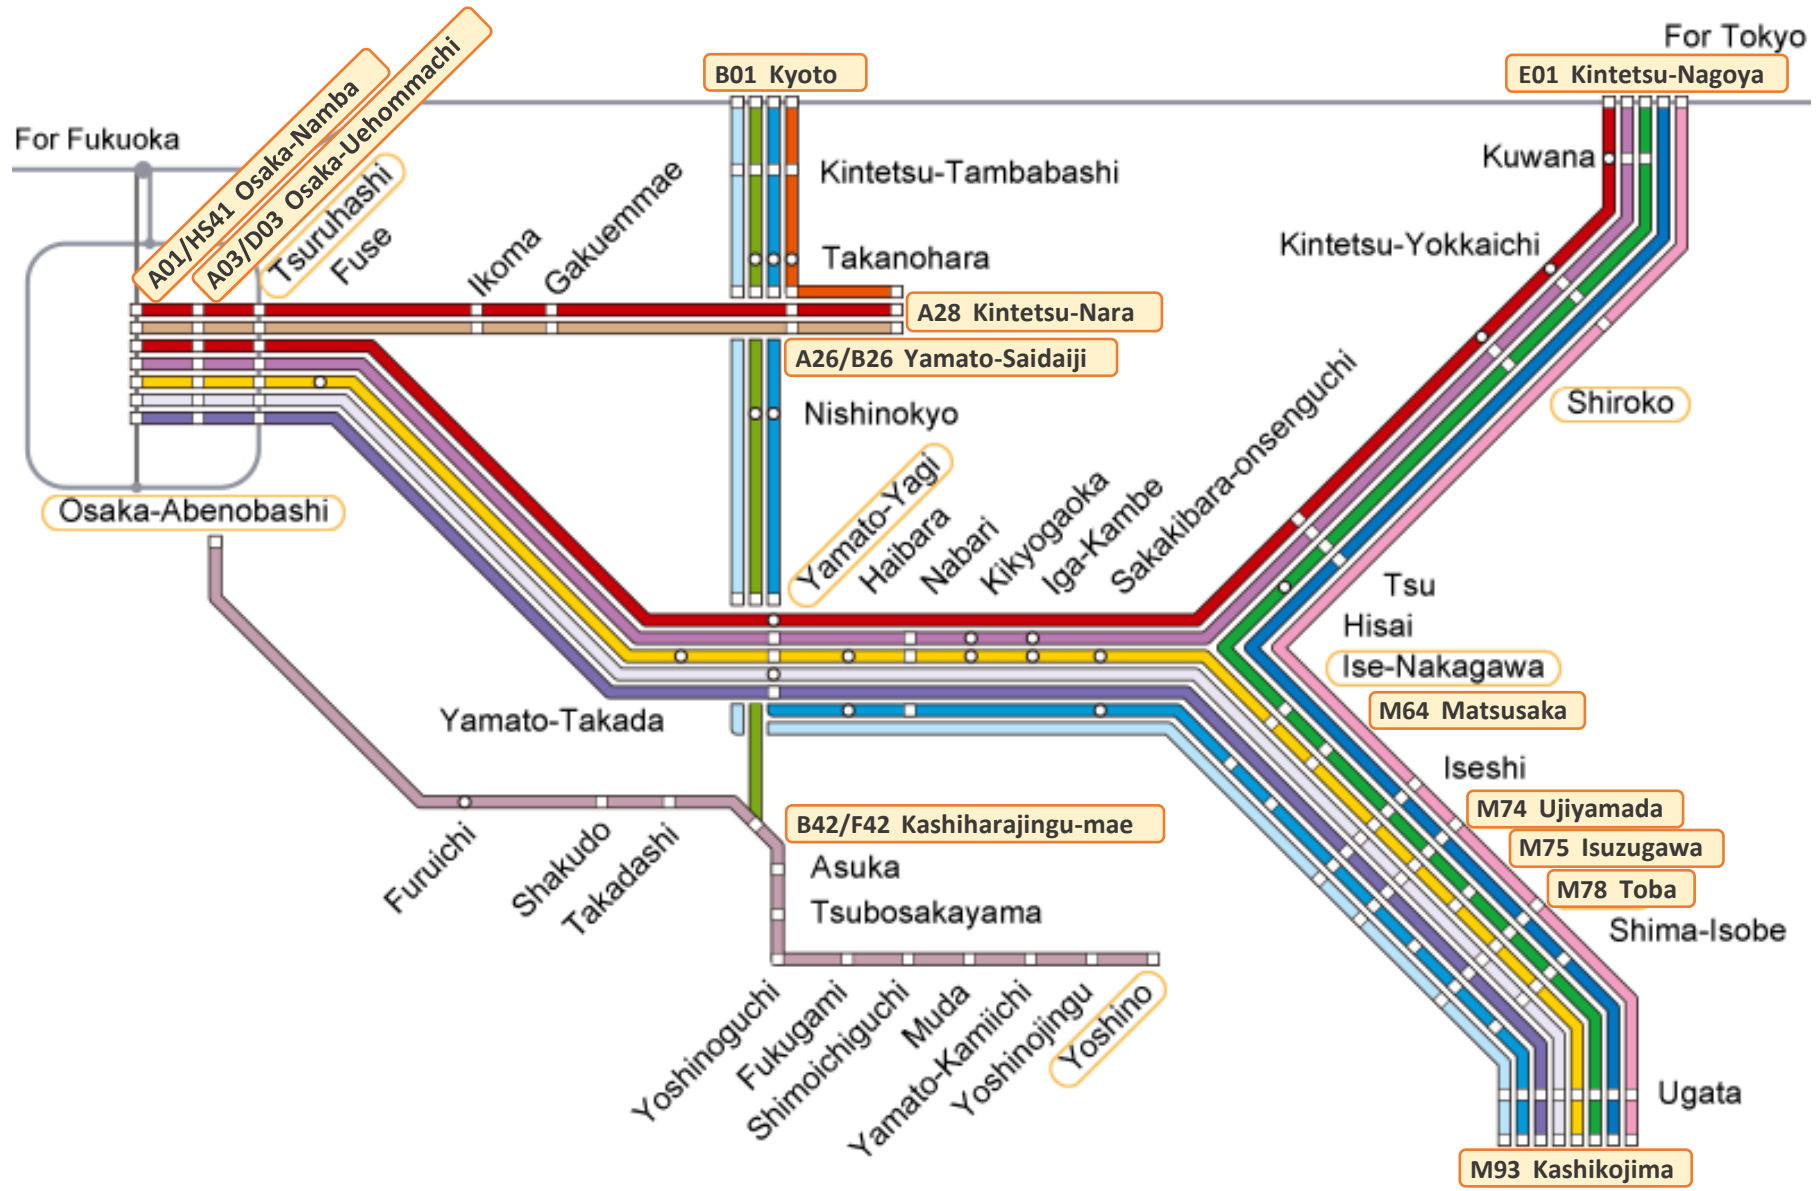 For Tokyo
B01 Kyoto
E01 Kintetsu-Nagoya
For Fukuoka
A01/HS41 Osaka-Namba
A03/D03 Osaka-Uehommachi
Tsuruhashi
Fuse
Ikoma
Gakuemmae
Kintetsu-Tambabashi
Kuwana
Takanohara
Kintetsu-Yokkaichi
A28 Kintetsu-Nara
A26/B26 Yamato-Saidaiji
Nishinokyo
Shiroko
Osaka-Abenobashi
Yamato-Yagi
Haibara
Nabari
Kikyogaoka
Iga-Kambe
Sakakibara-onsenguchi
Tsu
Hisai
Ise-Nakagawa
M64 Matsusaka
Yamato-Takada
Iseshi
M74 Ujiyamada
B42/F42 Kashiharajingu-mae
M75 Isuzugawa
Furuichi
Shakudo
Takadashi
Asuka
M78 Toba
Tsubosakayama
Shima-Isobe
Yoshinoguchi
Fukugami
Shimoichiguchi
Muda
Yamato-Kamiichi
Yoshinojingu
Yoshino
Ugata
M93 Kashikojima